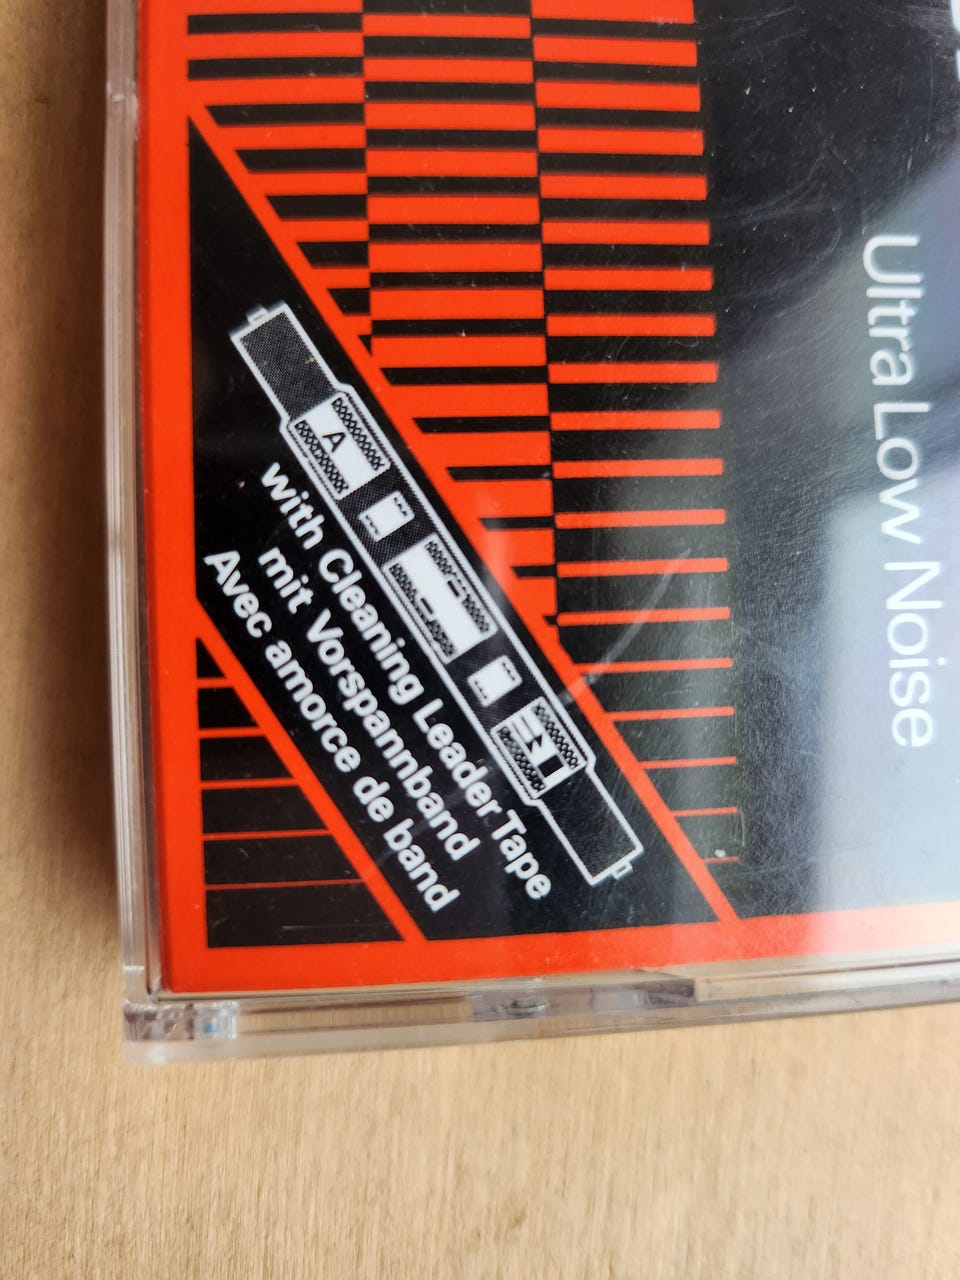 Ultra Low Noise
A
with Cleaning Leader Tape
mit Vorspannband
Avec amorce de band